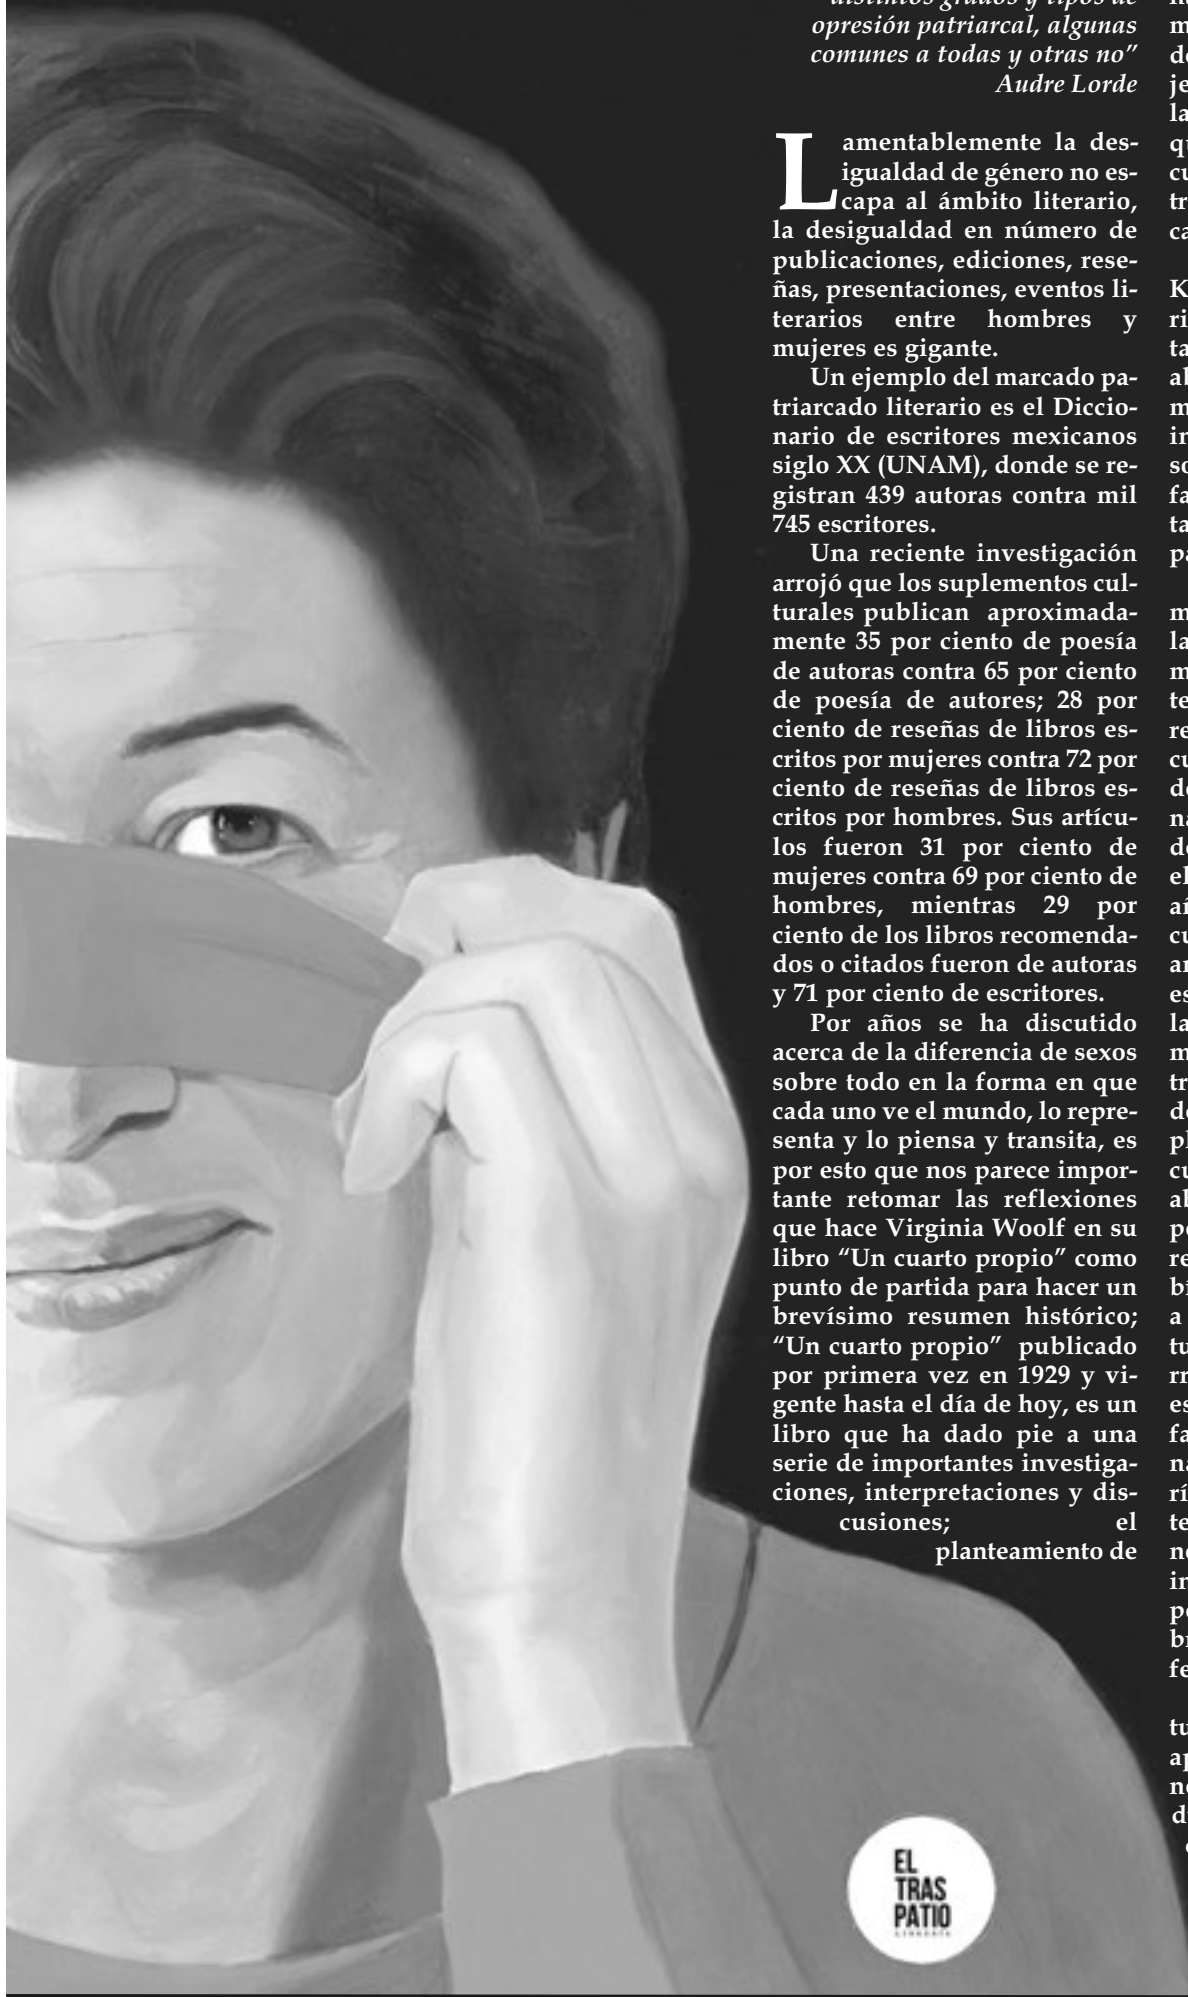 distintos grados y tipos de
opresión patriarcal, algunas
comunes a todas y otras no”
Audre Lorde
Lamentablemente la des-
igualdad de género no es-
capa al ámbito literario,
la desigualdad en número de
publicaciones, ediciones, rese-
ñas, presentaciones, eventos li-
terarios entre hombres y
mujeres es gigante.
Un ejemplo del marcado pa-
triarcado literario es el Diccio-
nario de escritores mexicanos
siglo XX (UNAM), donde se re-
gistran 439 autoras contra mil
745 escritores.
Una reciente investigación
arrojó que los suplementos cul-
turales publican aproximada-
mente 35 por ciento de poesía
de autoras contra 65 por ciento
de poesía de autores; 28 por
ciento de reseñas de libros es-
critos por mujeres contra 72 por
ciento de reseñas de libros es-
critos por hombres. Sus artícu-
los fueron 31 por ciento de
mujeres contra 69 por ciento de
hombres, mientras 29 por
ciento de los libros recomenda-
dos o citados fueron de autoras
y 71 por ciento de escritores.
Por años se ha discutido
acerca de la diferencia de sexos
sobre todo en la forma en que
cada uno ve el mundo, lo repre-
senta y lo piensa y transita, es
por esto que nos parece impor-
tante retomar las reflexiones
que hace Virginia Woolf en su
libro “Un cuarto propio” como
punto de partida para hacer un
brevísimo resumen histórico;
“Un cuarto propio” publicado
por primera vez en 1929 y vi-
gente hasta el día de hoy, es un
libro que ha dado pie a una
serie de importantes investiga-
ciones, interpretaciones y dis-
cusiones; el
planteamiento de
EL
TRAS
PATIO